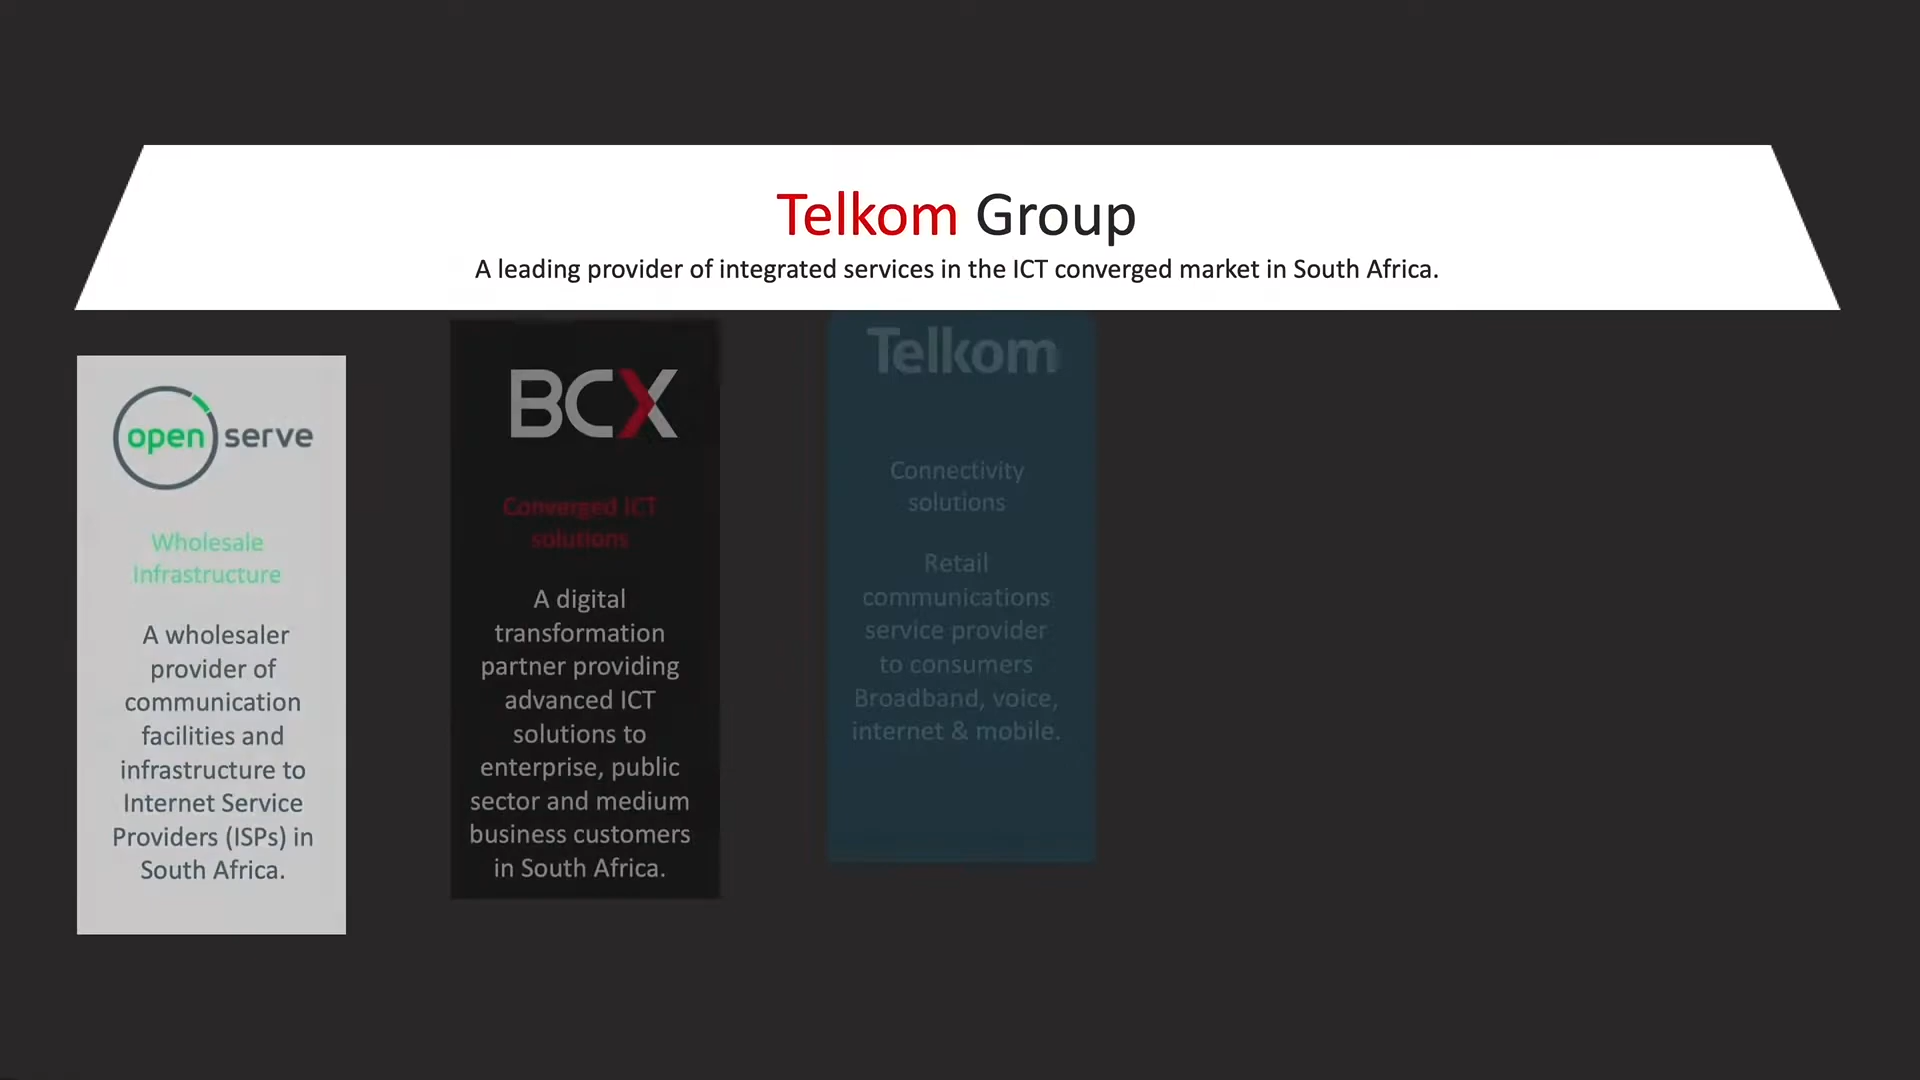 Telkom Group
A leading provider of integrated services in the ICT converged market in South Africa.
open serve
Wholesale
Infrastructure
A wholesaler
provider of
communication
facilities and
infrastructure to
Internet Service
Providers (ISPs) in
South Africa.
BCX
Converged ICT
solutions
A digital
transformation
partner providing
advanced ICT
solutions to
enterprise, public
sector and medium
business customers
in South Africa.
Telkom
Connectivity
solutions
Retail
communications
service provider
to consumers
Broadband, voice,
internet & mobile.